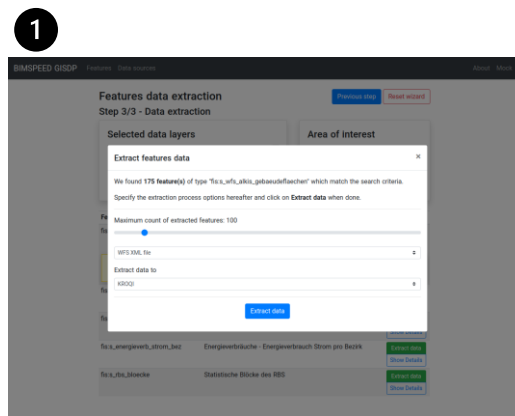 1
BIMSPEED GISDP Features Data sources About
Features data extraction
Previous step Reset wizard
Step 3/3 - Data extraction
Selected data layers Area of interest
Extract features data ×
We found 175 feature(s) of type "fis:s_wfs_alkis_gebaeudeflaechen" which match the search criteria.
Specify the extraction process options hereafter and click on Extract data when done.
Maximum count of extracted features: 100
WFS XML file
Extract data to
KROQI
Extract data
Show Details
fis:s_energieverb_strom_bez Energieverbräuche - Energieverbrauch Strom pro Bezirk Extract data
Show Details
fis:s_rbs_bloecke Statistische Blöcke des RBS Extract data
Show Details